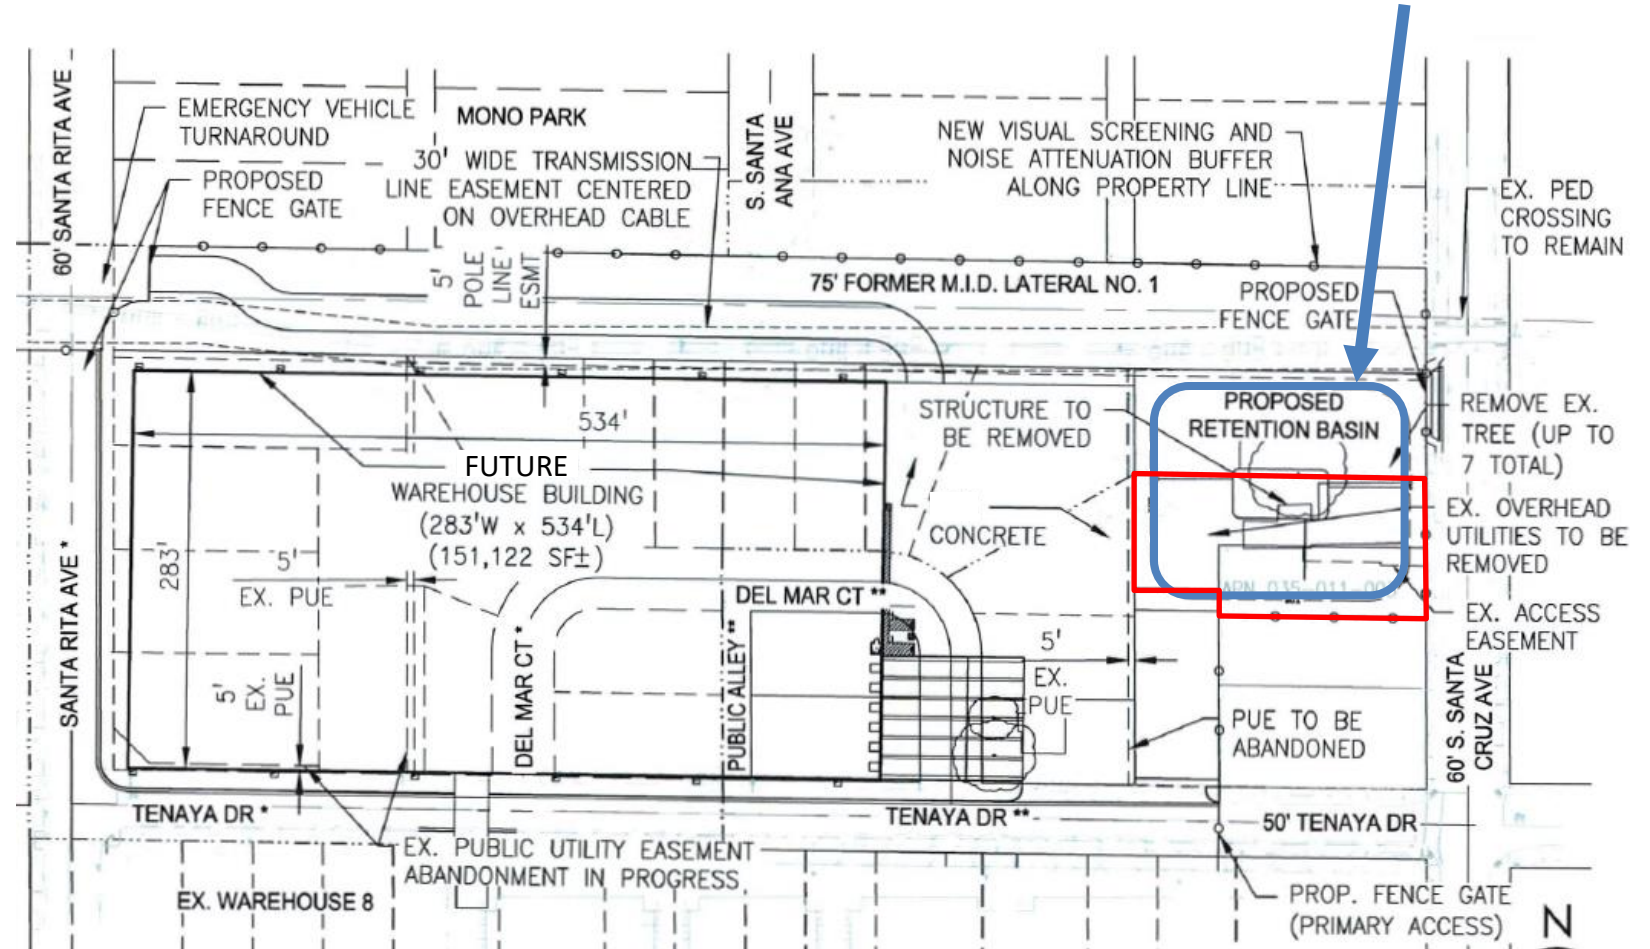 60' SANTA RITA AVE
EMERGENCY VEHICLE
TURNAROUND
PROPOSED
FENCE GATE
MONO PARK
30' WIDE TRANSMISSION
LINE EASEMENT CENTERED
ON OVERHEAD CABLE
5'
POLE
LINE
ESMT
S. SANTA
ANA AVE
NEW VISUAL SCREENING AND
NOISE ATTENUATION BUFFER
ALONG PROPERTY LINE
EX. PED
CROSSING
TO REMAIN
75' FORMER M.I.D. LATERAL NO. 1
PROPOSED
FENCE GATE
534'
FUTURE
WAREHOUSE BUILDING
(283'W x 534'L)
(151,122 SF±)
283'
5'
EX. PUE
STRUCTURE TO
BE REMOVED
PROPOSED
RETENTION BASIN
REMOVE EX.
TREE (UP TO
7 TOTAL)
CONCRETE
EX. OVERHEAD
UTILITIES TO BE
REMOVED
EX. ACCESS
EASEMENT
SANTA RITA AVE *
5'
EX.
PUE
DEL MAR CT *
PUBLIC ALLEY **
DEL MAR CT **
5'
EX.
PUE
PUE TO BE
ABANDONED
60' S. SANTA
CRUZ AVE
TENAYA DR *
TENAYA DR **
50' TENAYA DR
EX. PUBLIC UTILITY EASEMENT
ABANDONMENT IN PROGRESS
EX. WAREHOUSE 8
PROP. FENCE GATE
(PRIMARY ACCESS)
N